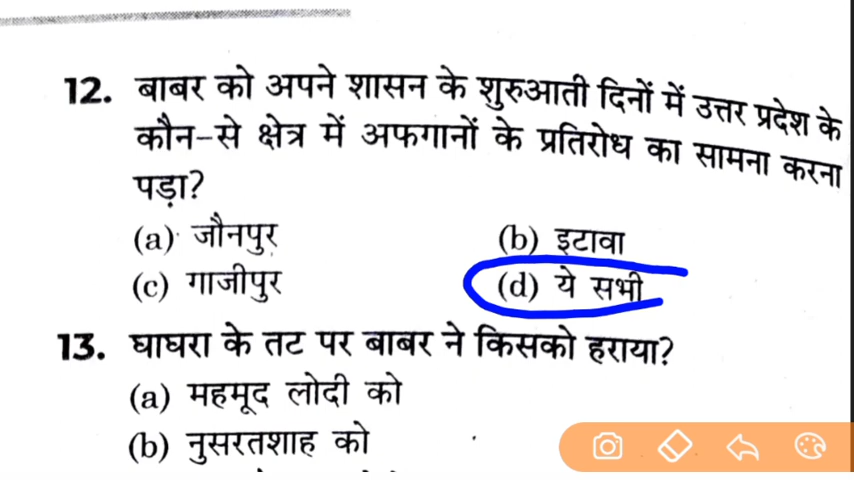 12. बाबर को अपने शासन के शुरुआती दिनों में उत्तर प्रदेश के
कौन-से क्षेत्र में अफगानों के प्रतिरोध का सामना करना
पड़ा?
(a) जौनपुर (b) इटावा
(c) गाजीपुर (d) ये सभी
13. घाघरा के तट पर बाबर ने किसको हराया?
(a) महमूद लोदी को
(b) नुसरतशाह को